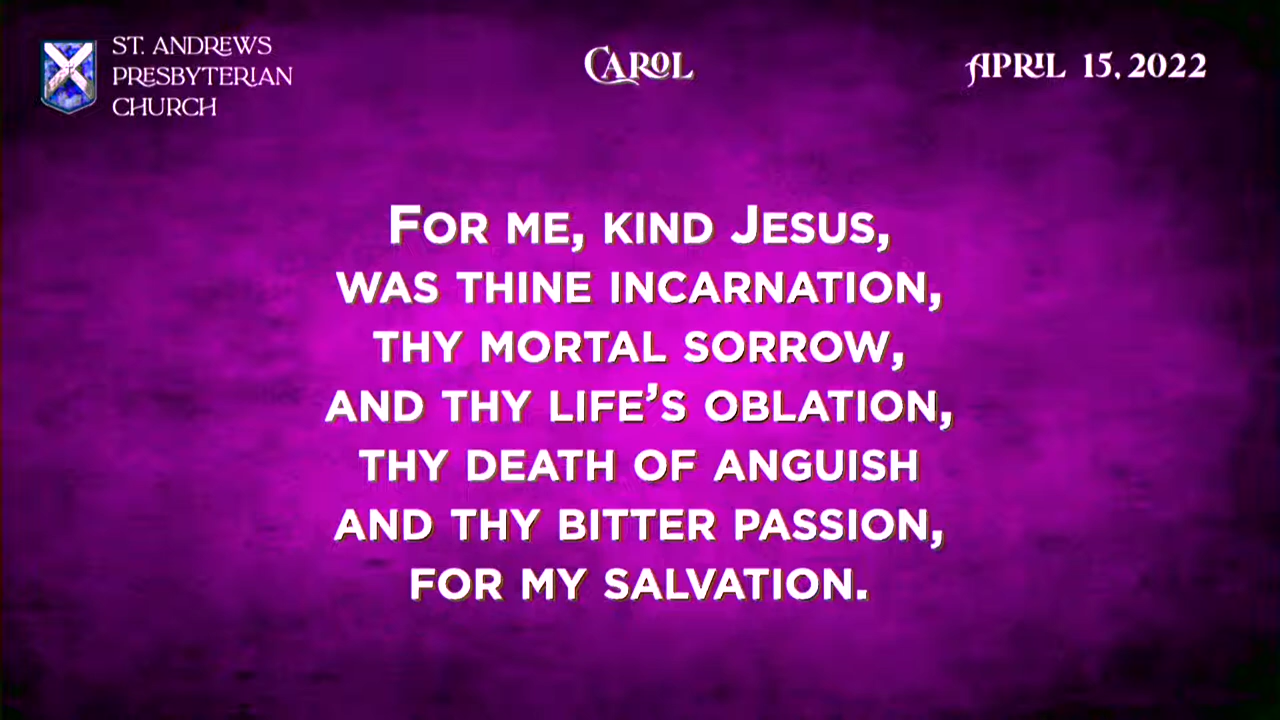 ST. ANDREWS
PRESBYTERIAN
CHURCH
CAROL
APRIL 15, 2022
FOR ME, KIND JESUS,
WAS THINE INCARNATION,
THY MORTAL SORROW,
AND THY LIFE'S OBLATION,
THY DEATH OF ANGUISH
AND THY BITTER PASSION,
FOR MY SALVATION.